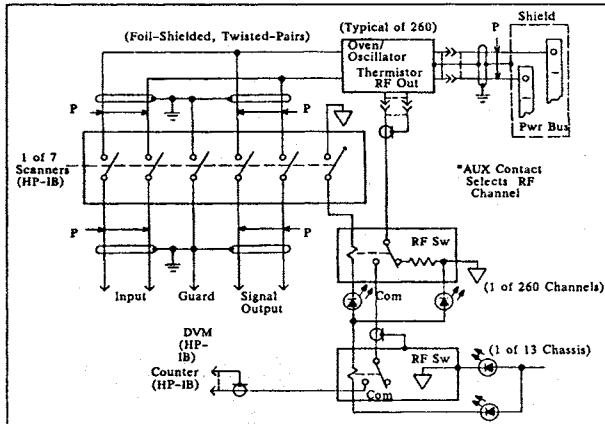 (Foil-Shielded, Twisted-Pairs)
(Typical of 260)
Shield
P
Oven/
Oscillator
Thermistor
RF Out
P
P
Pwr Bus
1 of 7
Scanners
(HP-IB)
*AUX Contact
Selects RF
Channel
P
P
RF Sw
Input
Guard
Signal
Output
Com
(1 of 260 Channels)
DVM
(HP-
IB)
Counter
(HP-IB)
RF Sw
(1 of 13 Chassis)
Com